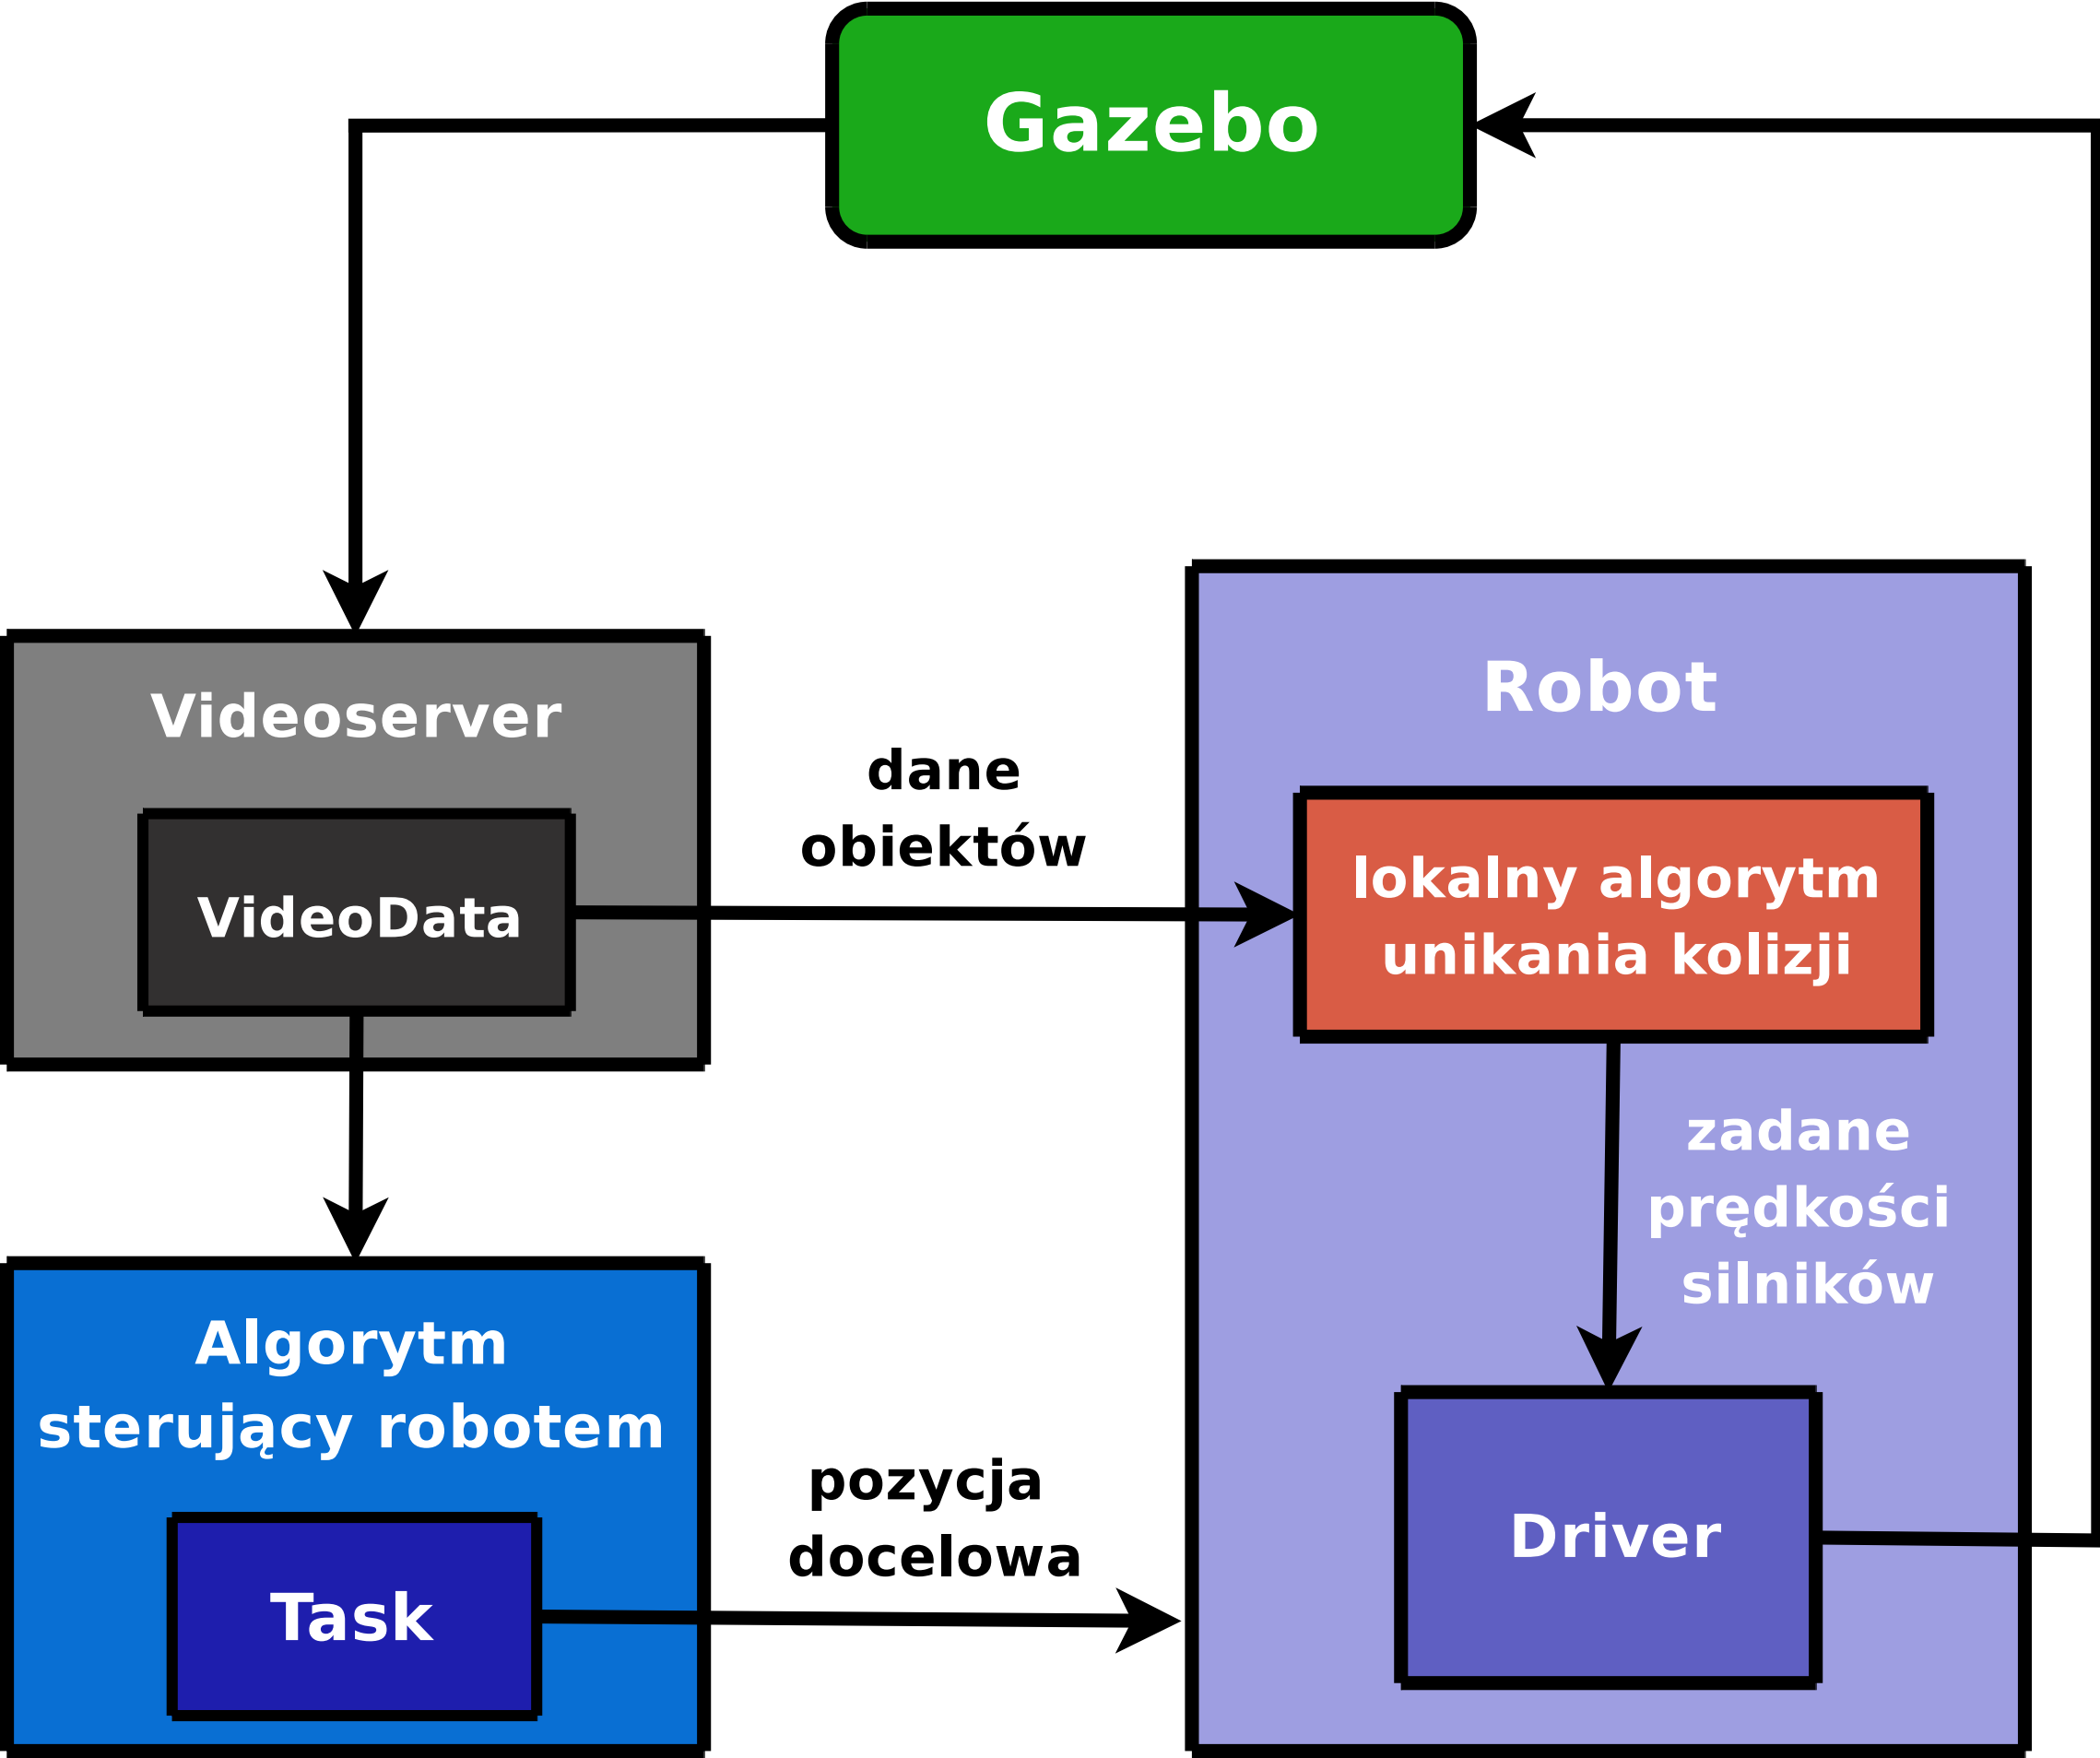 Gazebo
Videoserver
VideoData
dane
obiektów
Robot
lokalny algorytm
unikania kolizji
zadane
prędkości
silników
Algorytm
sterujący robotem
Task
pozycja
docelowa
Driver